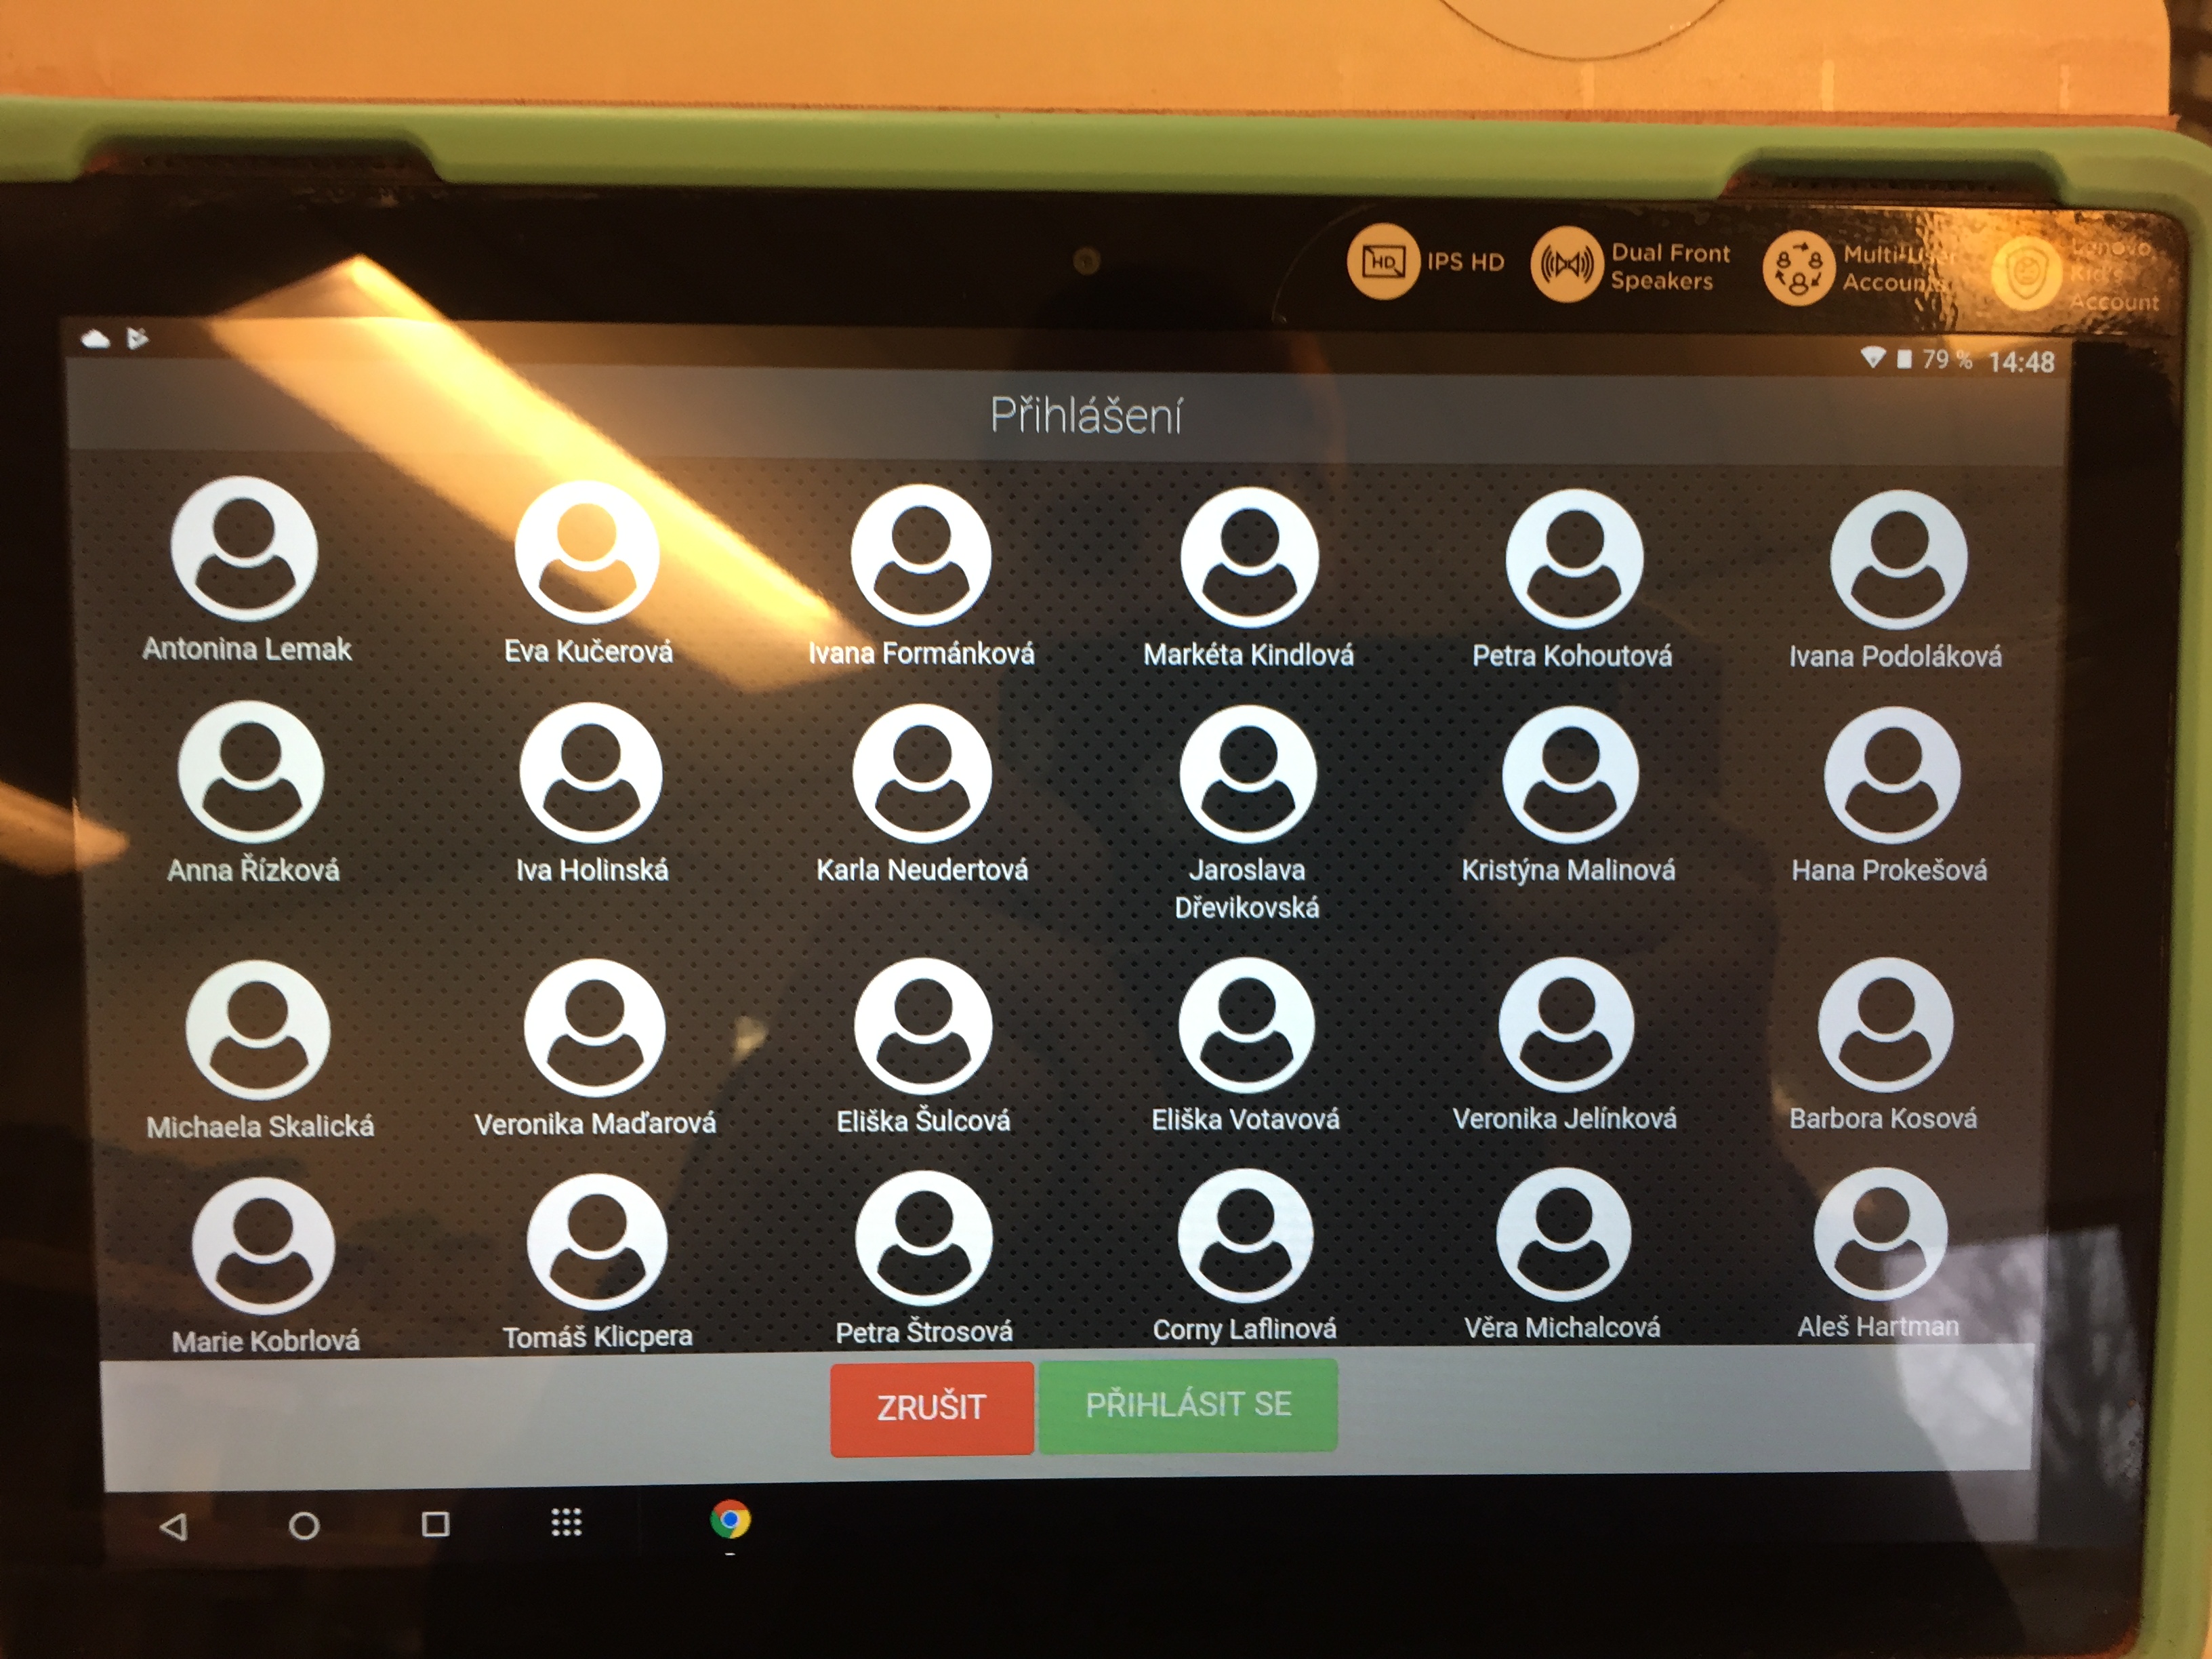 IPS HD
Dual Front
Speakers
Multi-User
Accounts
Lenovo
Kid's
Account
79 % 14:48
Přihlášení
Antonina Lemak
Eva Kučerová
Ivana Formánková
Markéta Kindlová
Petra Kohoutová
Ivana Podoláková
Anna Řízková
Iva Holinská
Karla Neudertová
Jaroslava
Dřevikovská
Kristýna Malinová
Hana Prokešová
Michaela Skalická
Veronika Maďarová
Eliška Šulcová
Eliška Votavová
Veronika Jelínková
Barbora Kosová
Marie Kobrlová
Tomáš Klicpera
Petra Štrosová
Corny Laflinová
Věra Michalcová
Aleš Hartman
ZRUŠIT
PŘIHLÁSIT SE